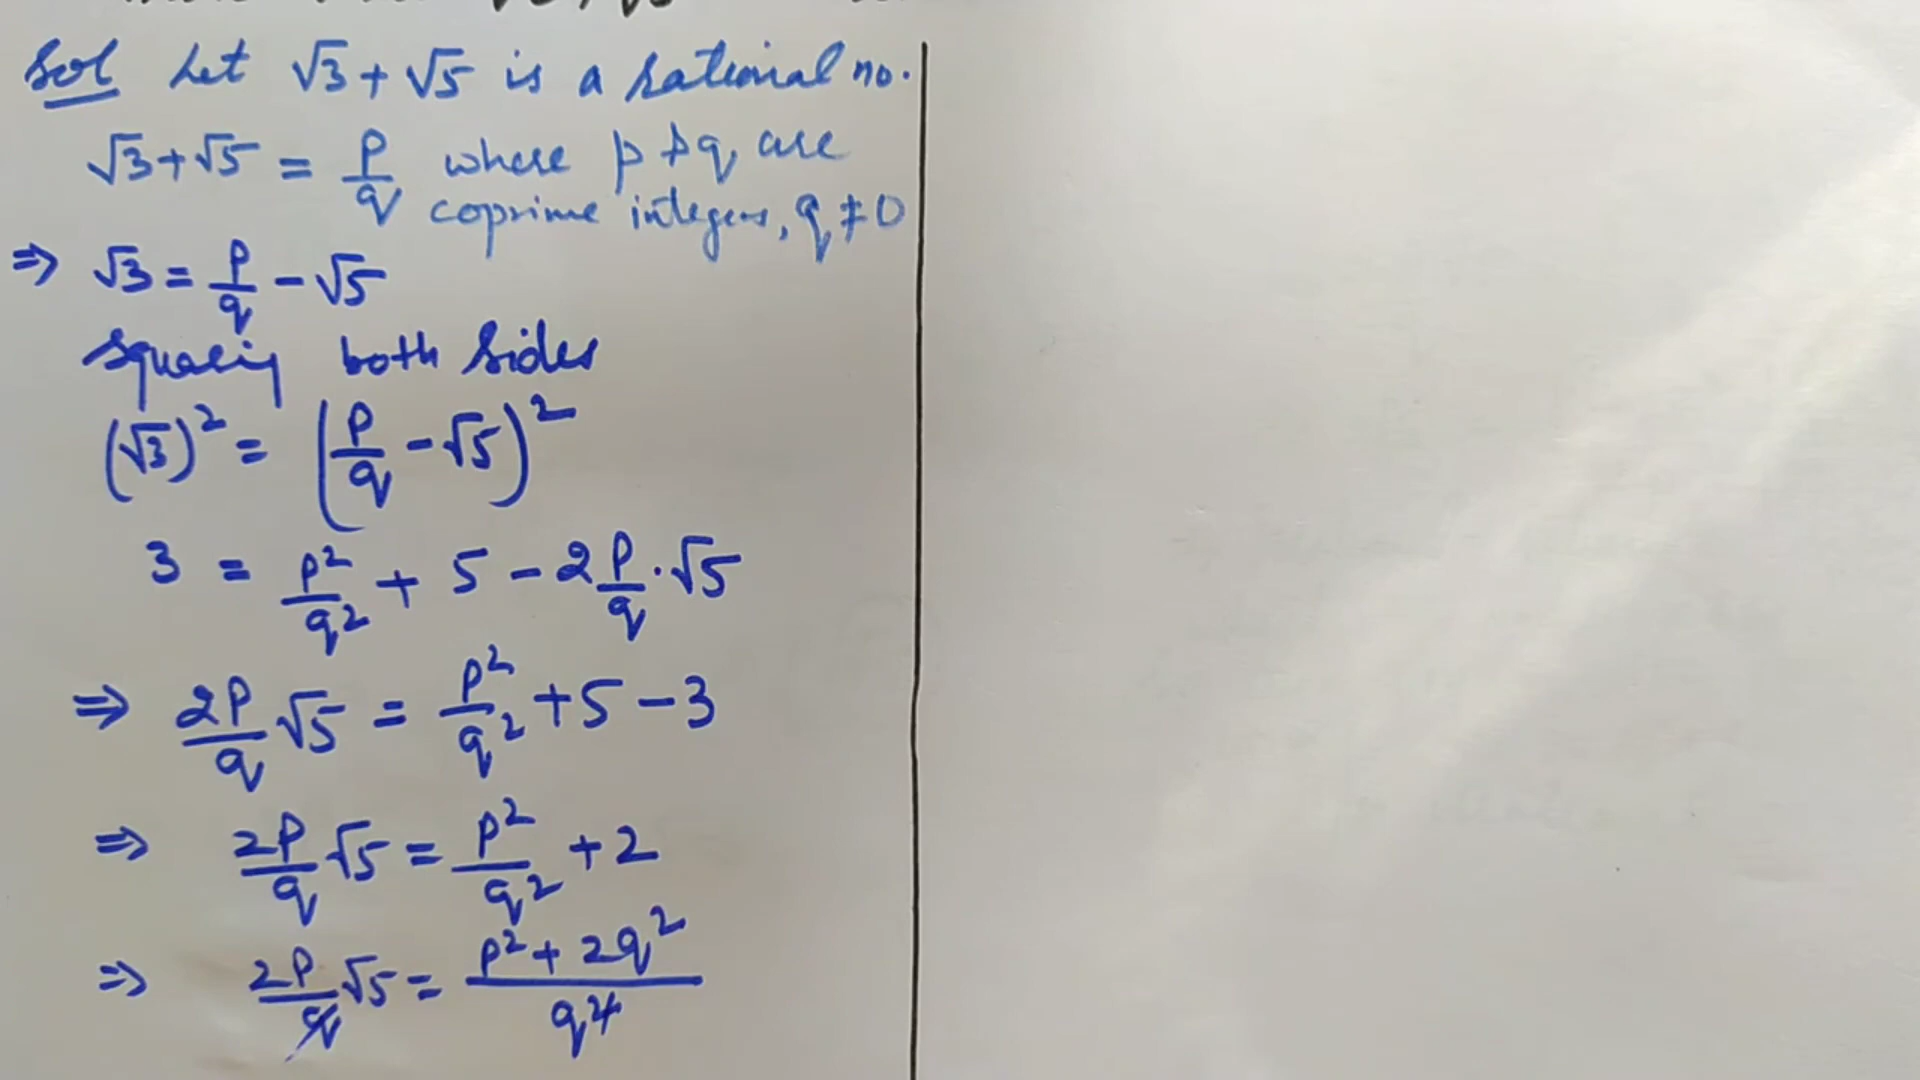 Sol Let √3 + √5 is a rational no.
√3 + √5 = p/q where p & q are
coprime integers, q ≠ 0
⇒ √3 = p/q - √5
Squaring both sides
(√3)² = (p/q - √5)²
3 = p²/q² + 5 - 2p/q · √5
⇒ 2p/q √5 = p²/q² + 5 - 3
⇒ 2p/q √5 = p²/q² + 2
⇒ 2p/q √5 = p² + 2q²/q²